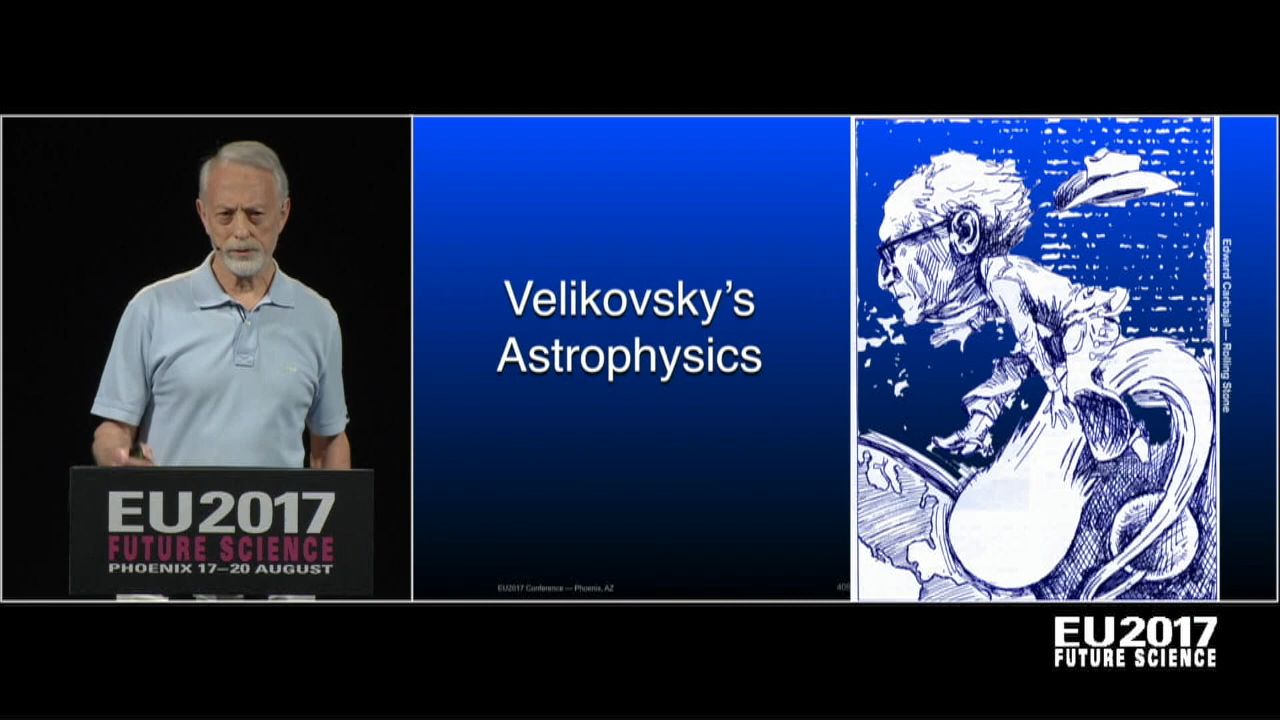 EU2017
FUTURE SCIENCE
PHOENIX 17–20 AUGUST
Velikovsky's
Astrophysics
EU2017 Conference — Phoenix, AZ
Edward Carbajal — Rolling Stone
EU2017
FUTURE SCIENCE